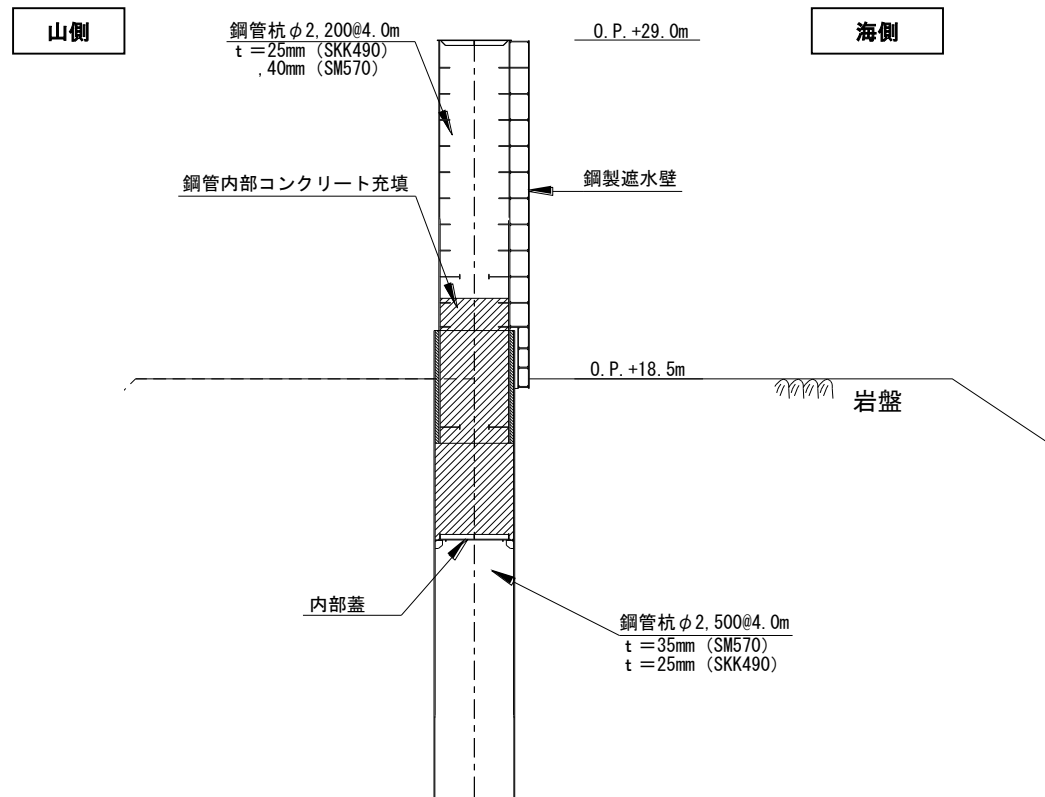 山側
海側
鋼管杭φ2,200@4.0m
t=25mm (SKK490)
,40mm (SM570)
O.P.+29.0m
鋼管内部コンクリート充填
鋼製遮水壁
O.P.+18.5m
岩盤
内部蓋
鋼管杭φ2,500@4.0m
t=35mm (SM570)
t=25mm (SKK490)